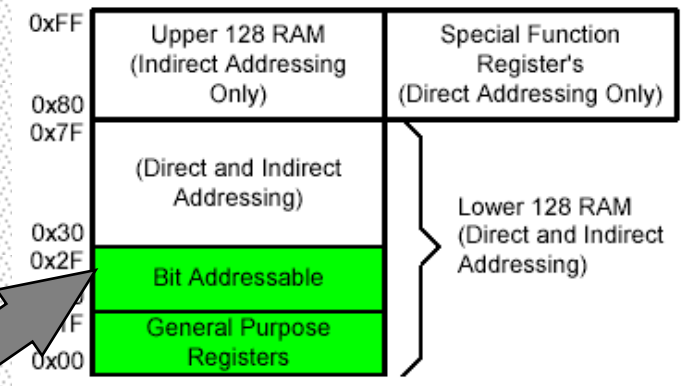 0xFF
Upper 128 RAM
(Indirect Addressing
Only)
0x80
Special Function
Register's
(Direct Addressing Only)
0x7F
(Direct and Indirect
Addressing)
0x30
Lower 128 RAM
(Direct and Indirect
Addressing)
0x2F
Bit Addressable
General Purpose
Registers
0x00